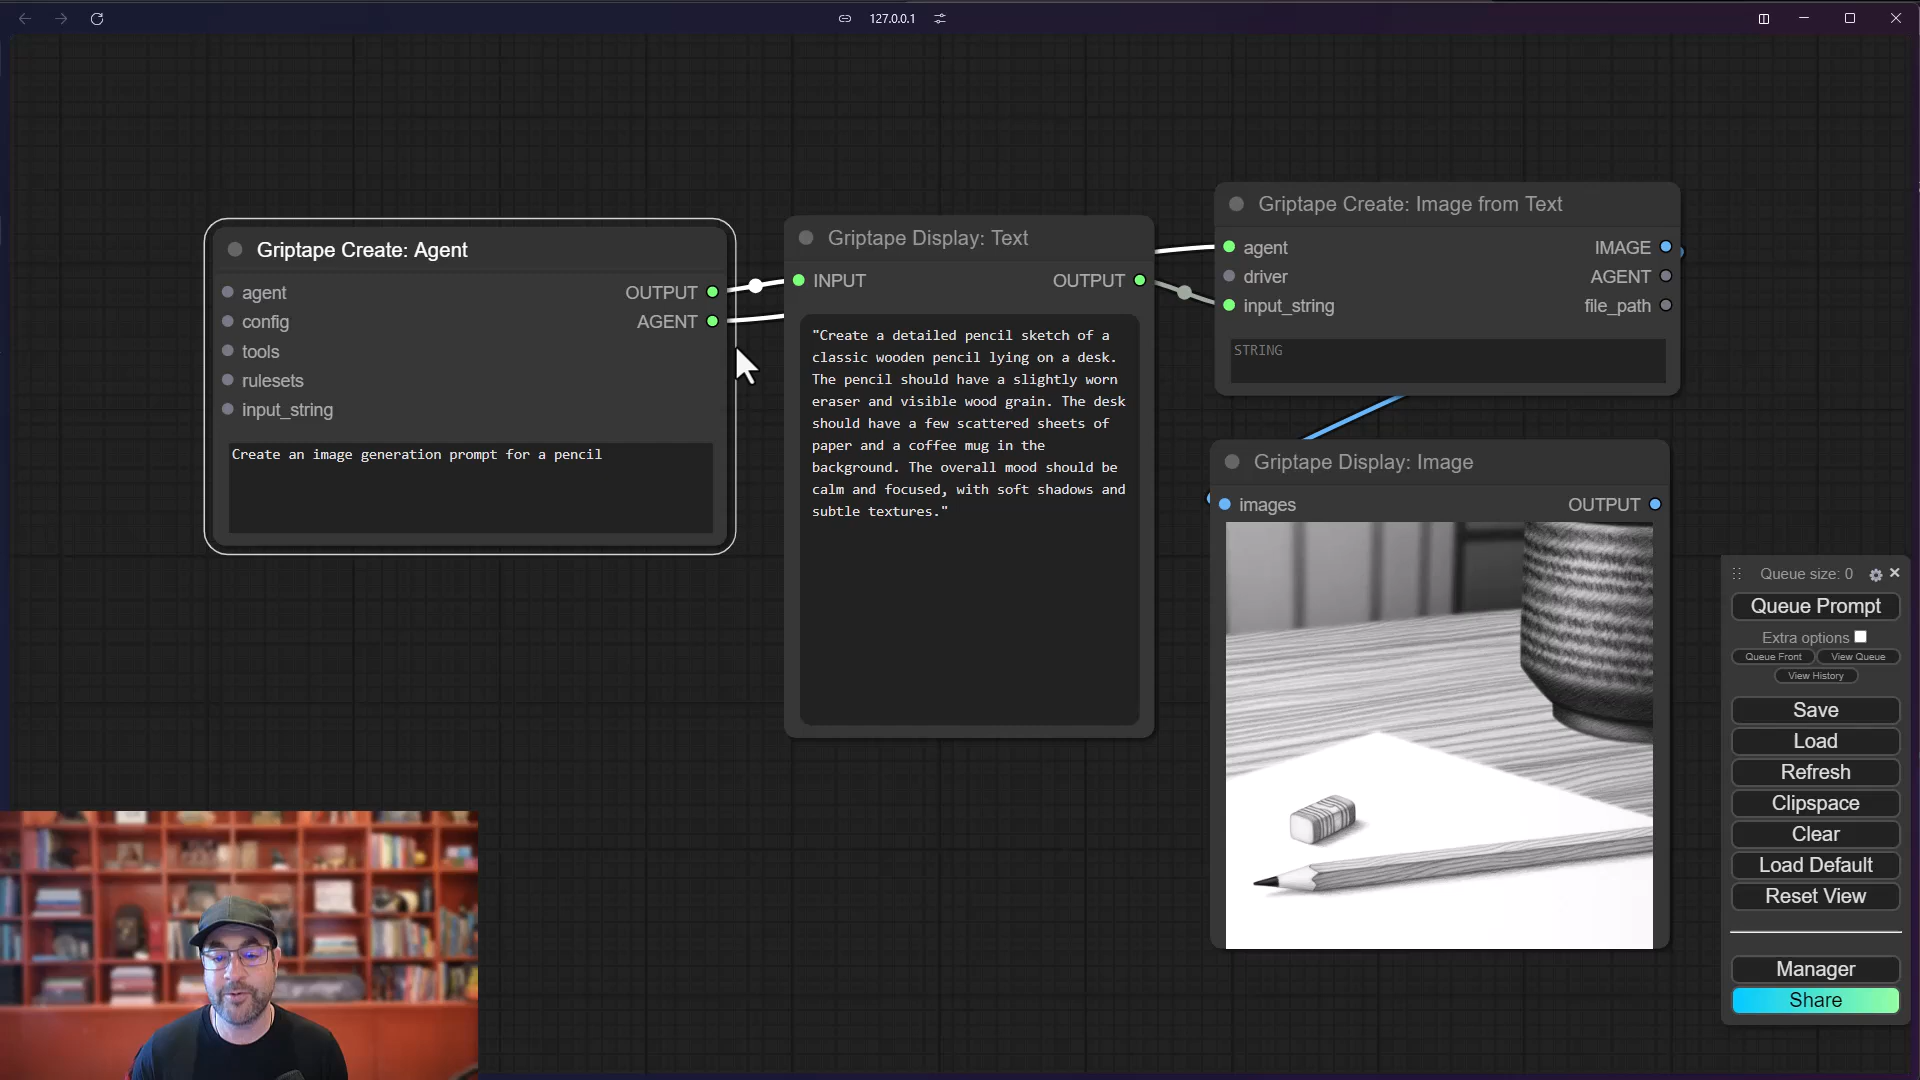 127.0.0.1
Griptape Create: Agent
agent OUTPUT
config AGENT
tools
rulesets
input_string
Create an image generation prompt for a pencil
Griptape Display: Text
INPUT OUTPUT
"Create a detailed pencil sketch of a
classic wooden pencil lying on a desk.
The pencil should have a slightly worn
eraser and visible wood grain. The desk
should have a few scattered sheets of
paper and a coffee mug in the
background. The overall mood should be
calm and focused, with soft shadows and
subtle textures."
Griptape Create: Image from Text
agent IMAGE
driver AGENT
input_string file_path
STRING
Griptape Display: Image
images OUTPUT
Queue size: 0
Queue Prompt
Extra options
Queue Front View Queue
View History
Save
Load
Refresh
Clipspace
Clear
Load Default
Reset View
Manager
Share